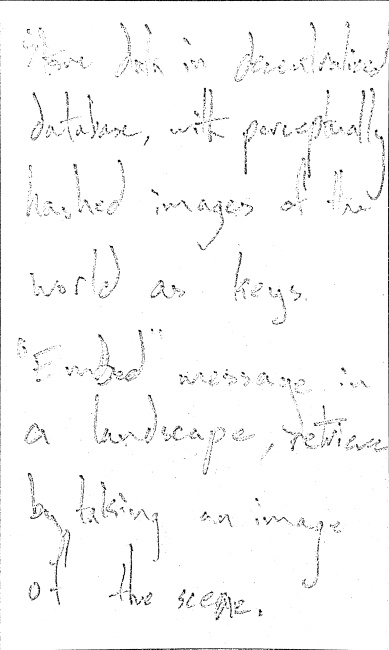 Store data in decentralised
database, with perceptually
hashed images of the
world as keys.
"Embed" message in
a landscape, retrieve
by taking an image
of the scene.